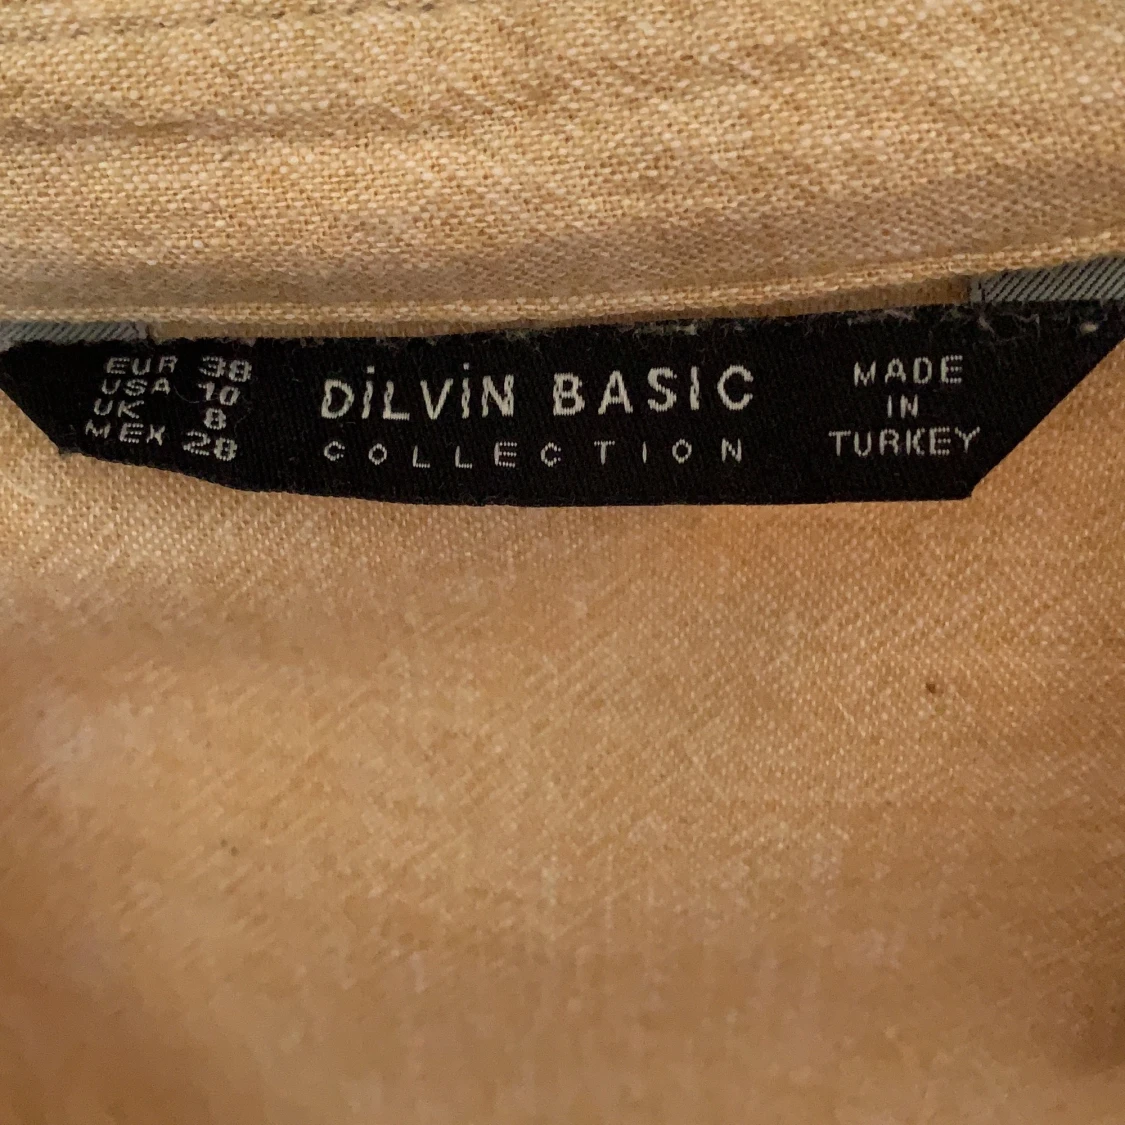 EUR 38
USA 10
UK 8
MEX 28
DİLVİN BASIC
COLLECTION
MADE
IN
TURKEY